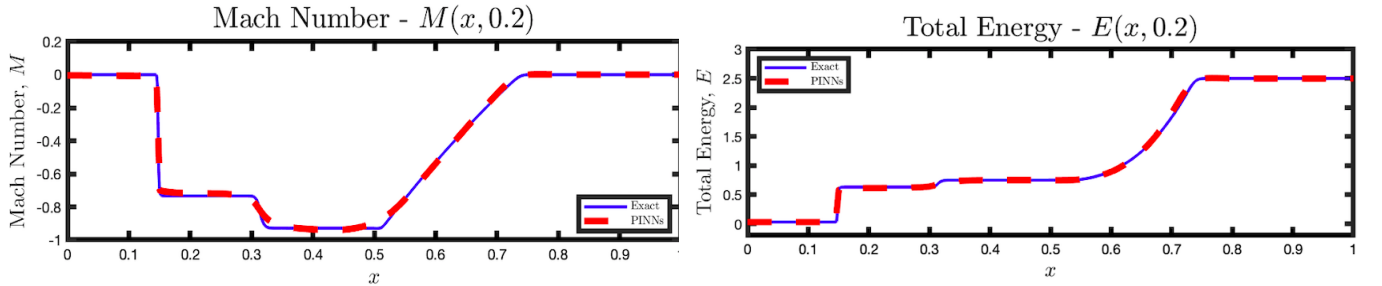 Mach Number - M(x, 0.2)
Mach Number, M
0.2
0
-0.2
-0.4
-0.6
-0.8
-1
0 0.1 0.2 0.3 0.4 0.5 0.6 0.7 0.8 0.9
x
Exact
PINNs
Total Energy - E(x, 0.2)
Total Energy, E
3
2.5
2
1.5
1
0.5
0
0 0.1 0.2 0.3 0.4 0.5 0.6 0.7 0.8 0.9 1
x
Exact
PINNs